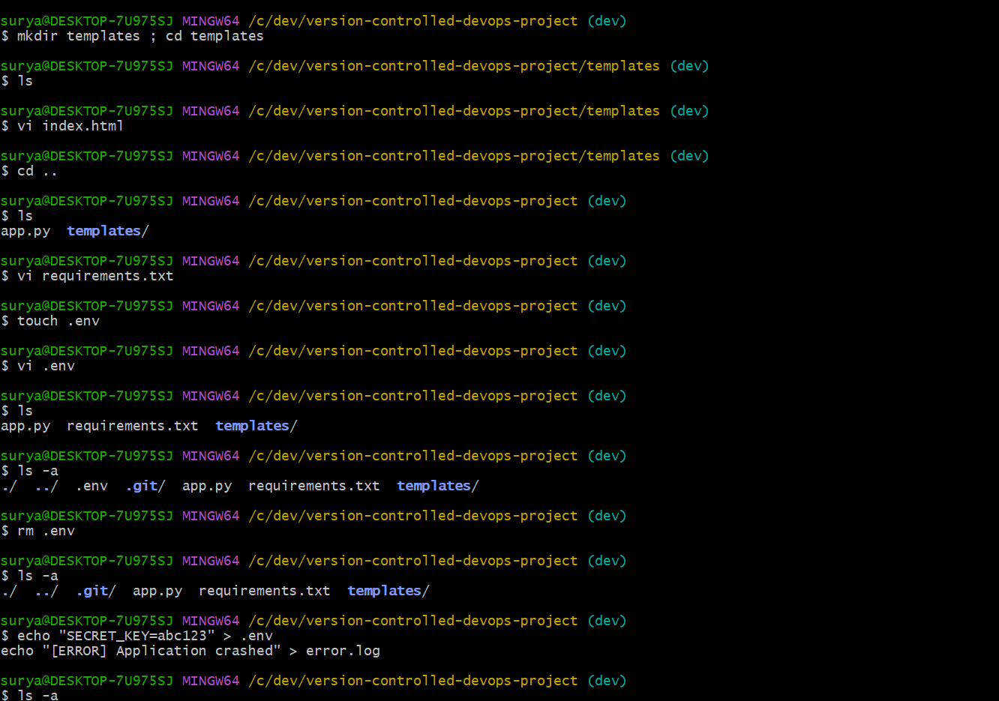 surya@DESKTOP-7U975SJ MINGW64 /c/dev/version-controlled-devops-project (dev)
$ mkdir templates ; cd templates
surya@DESKTOP-7U975SJ MINGW64 /c/dev/version-controlled-devops-project/templates (dev)
$ ls
surya@DESKTOP-7U975SJ MINGW64 /c/dev/version-controlled-devops-project/templates (dev)
$ vi index.html
surya@DESKTOP-7U975SJ MINGW64 /c/dev/version-controlled-devops-project/templates (dev)
$ cd ..
surya@DESKTOP-7U975SJ MINGW64 /c/dev/version-controlled-devops-project (dev)
$ ls
app.py  templates/
surya@DESKTOP-7U975SJ MINGW64 /c/dev/version-controlled-devops-project (dev)
$ vi requirements.txt
surya@DESKTOP-7U975SJ MINGW64 /c/dev/version-controlled-devops-project (dev)
$ touch .env
surya@DESKTOP-7U975SJ MINGW64 /c/dev/version-controlled-devops-project (dev)
$ vi .env
surya@DESKTOP-7U975SJ MINGW64 /c/dev/version-controlled-devops-project (dev)
$ ls
app.py  requirements.txt  templates/
surya@DESKTOP-7U975SJ MINGW64 /c/dev/version-controlled-devops-project (dev)
$ ls -a
./  ../  .env  .git/  app.py  requirements.txt  templates/
surya@DESKTOP-7U975SJ MINGW64 /c/dev/version-controlled-devops-project (dev)
$ rm .env
surya@DESKTOP-7U975SJ MINGW64 /c/dev/version-controlled-devops-project (dev)
$ ls -a
./  ../  .git/  app.py  requirements.txt  templates/
surya@DESKTOP-7U975SJ MINGW64 /c/dev/version-controlled-devops-project (dev)
$ echo "SECRET_KEY=abc123" > .env
echo "[ERROR] Application crashed" > error.log
surya@DESKTOP-7U975SJ MINGW64 /c/dev/version-controlled-devops-project (dev)
$ ls -a